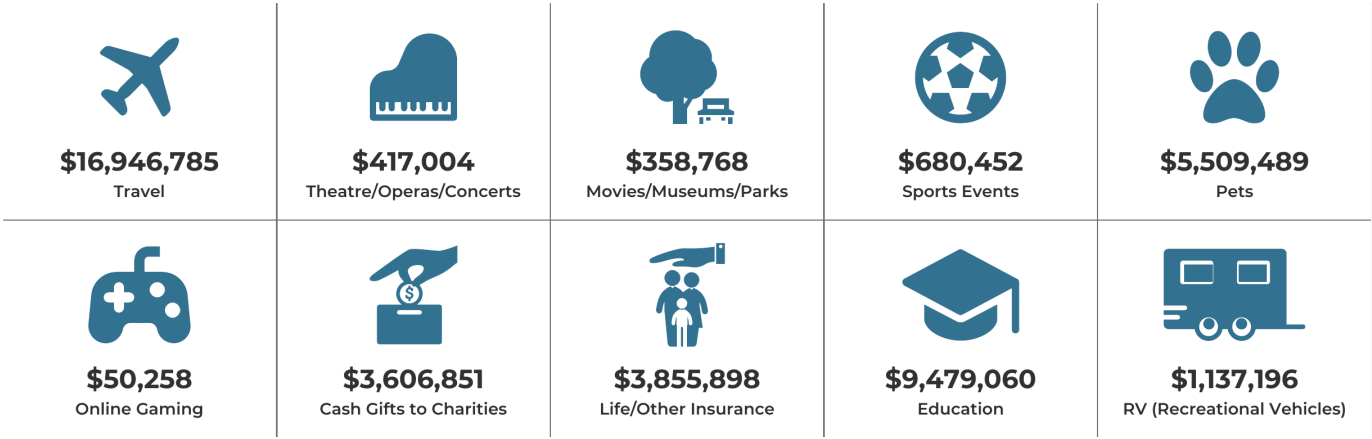 $16,946,785
Travel
$417,004
Theatre/Operas/Concerts
$358,768
Movies/Museums/Parks
$680,452
Sports Events
$5,509,489
Pets
$50,258
Online Gaming
$
$3,606,851
Cash Gifts to Charities
$3,855,898
Life/Other Insurance
$9,479,060
Education
$1,137,196
RV (Recreational Vehicles)